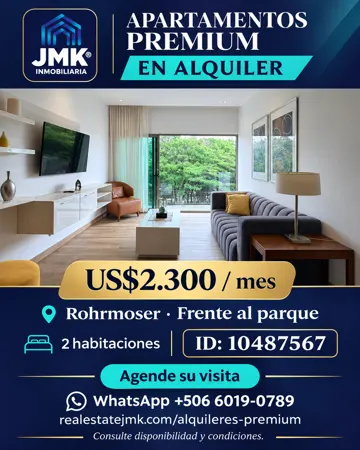 JMK®
INMOBILIARIA
APARTAMENTOS
PREMIUM
EN ALQUILER
US$2.300 / mes
Rohrmoser · Frente al parque
2 habitaciones
ID: 10487567
Agende su visita
WhatsApp +506 6019-0789
realestatejmk.com/alquileres-premium
Consulte disponibilidad y condiciones.